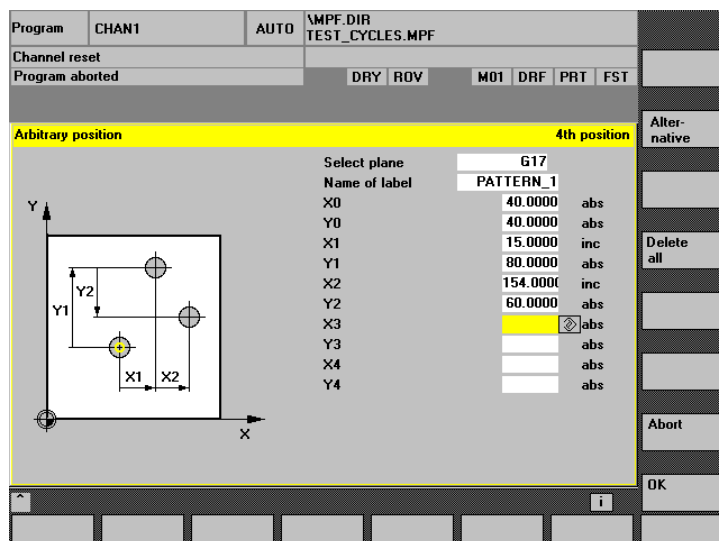 Program CHAN1 AUTO \MPF.DIR
TEST_CYCLES.MPF
Channel reset
Program aborted DRY ROV M01 DRF PRT FST
Arbitrary position 4th position
Alter-
native
Select plane G17
Name of label PATTERN_1
X0 40.0000 abs
Y0 40.0000 abs
X1 15.0000 inc
Y1 80.0000 abs
X2 154.0000 inc
Y2 60.0000 abs
X3 abs
Y3 abs
X4 abs
Y4 abs
Y
Y2
Y1
X1 X2
X
Delete
all
Abort
OK
^ i